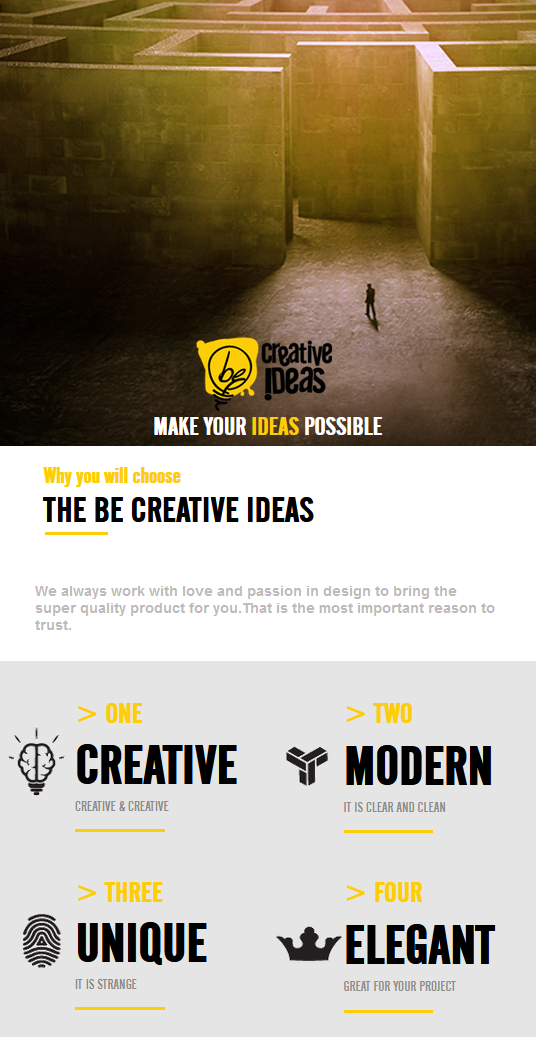 be creative
ideas
MAKE YOUR IDEAS POSSIBLE
Why you will choose
THE BE CREATIVE IDEAS
We always work with love and passion in design to bring the
super quality product for you.That is the most important reason to
trust.
> ONE
CREATIVE
CREATIVE & CREATIVE
> TWO
MODERN
IT IS CLEAR AND CLEAN
> THREE
UNIQUE
IT IS STRANGE
> FOUR
ELEGANT
GREAT FOR YOUR PROJECT